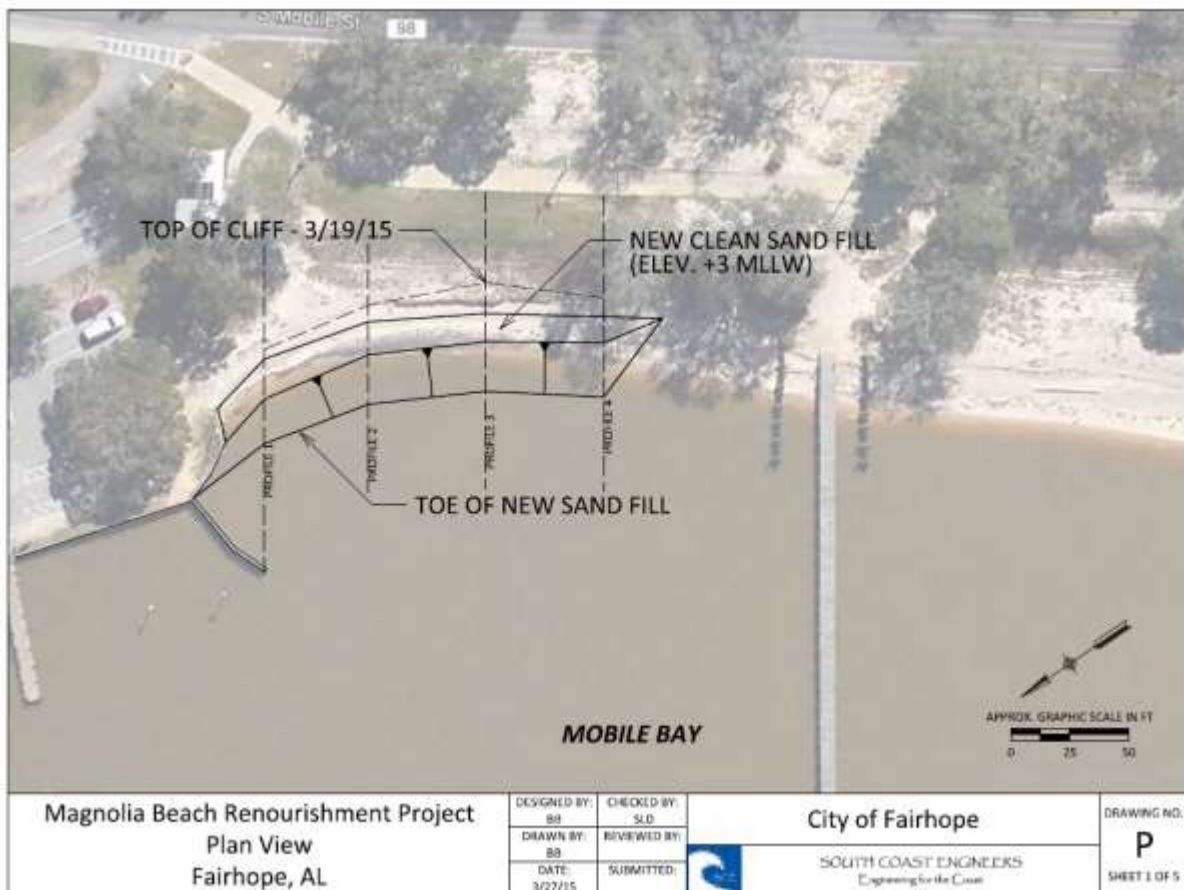 S Mobile St
98
TOP OF CLIFF - 3/19/15
NEW CLEAN SAND FILL
(ELEV. +3 MLLW)
PROFILE 1
PROFILE 2
PROFILE 3
PROFILE 4
TOE OF NEW SAND FILL
MOBILE BAY
APPROX. GRAPHIC SCALE IN FT
0 25 50
Magnolia Beach Renourishment Project
Plan View
Fairhope, AL
DESIGNED BY:
BB
CHECKED BY:
SLD
DRAWN BY:
BB
REVIEWED BY:
DATE:
3/27/15
SUBMITTED:
City of Fairhope
SOUTH COAST ENGINEERS
Engineering for the Coast
DRAWING NO.
P
SHEET 1 OF 5